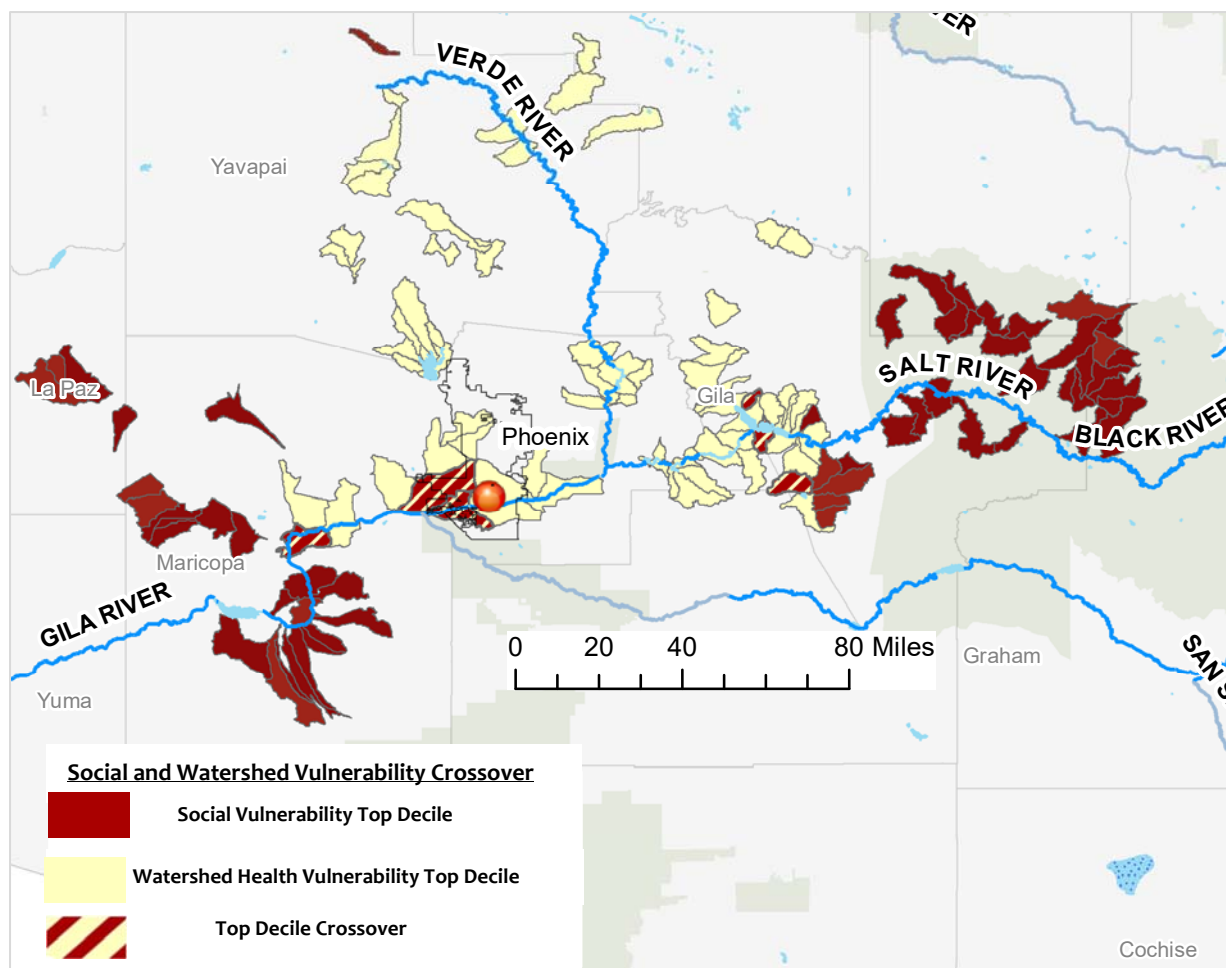 VER
VERDE RIVER
Yavapai
La Paz
Gila
SALT RIVER
Phoenix
BLACK RIVER
Maricopa
GILA RIVER
0 20 40 80 Miles
Graham
Yuma
SAN S
Social and Watershed Vulnerability Crossover
Social Vulnerability Top Decile
Watershed Health Vulnerability Top Decile
Top Decile Crossover
Cochise